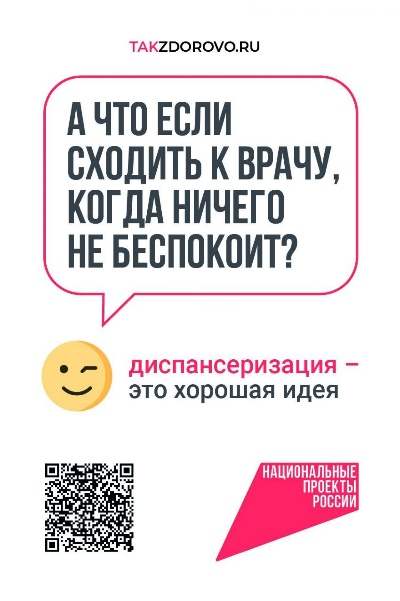 TAKZDOROVO.RU
А ЧТО ЕСЛИ
СХОДИТЬ К ВРАЧУ,
КОГДА НИЧЕГО
НЕ БЕСПОКОИТ?
диспансеризация –
это хорошая идея
НАЦИОНАЛЬНЫЕ
ПРОЕКТЫ
РОССИИ